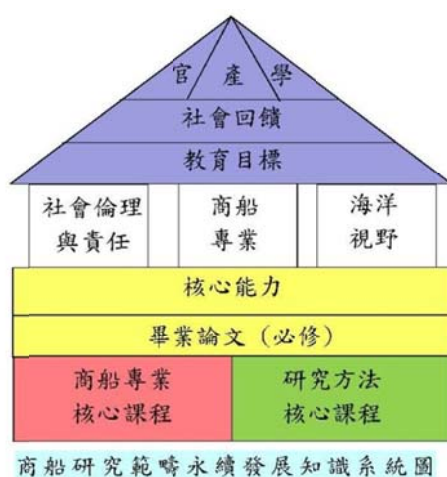 官 產 學
社會回饋
教育目標
社會倫理
與責任
商船
專業
海洋
視野
核心能力
畢業論文（必修）
商船專業
核心課程
研究方法
核心課程
商船研究範疇永續發展知識系統圖